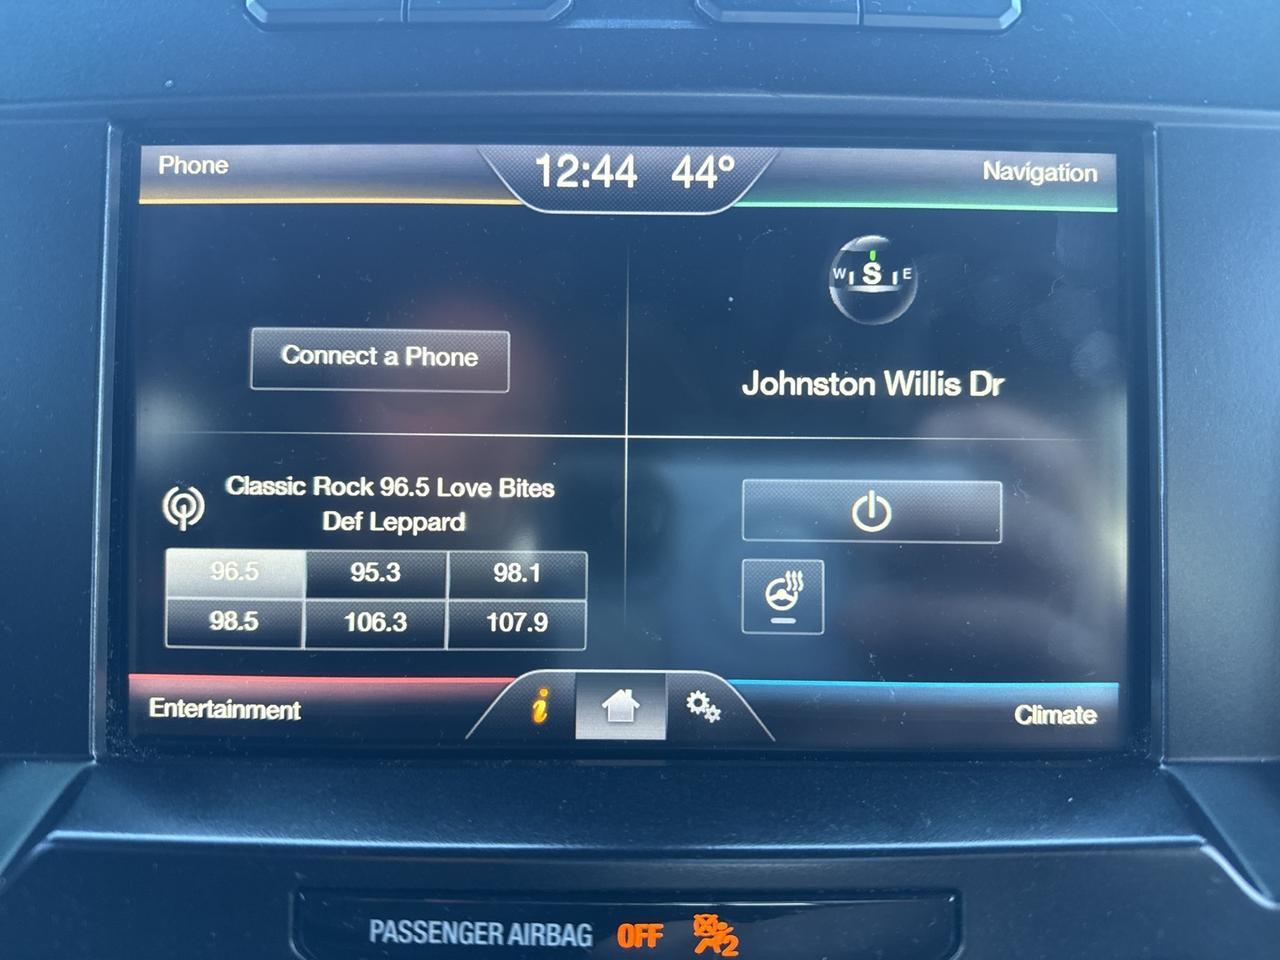 Phone
12:44 44°
Navigation
W S E
Connect a Phone
Johnston Willis Dr
Classic Rock 96.5 Love Bites
Def Leppard
96.5 95.3 98.1
98.5 106.3 107.9
Entertainment
i
Climate
PASSENGER AIRBAG OFF 2